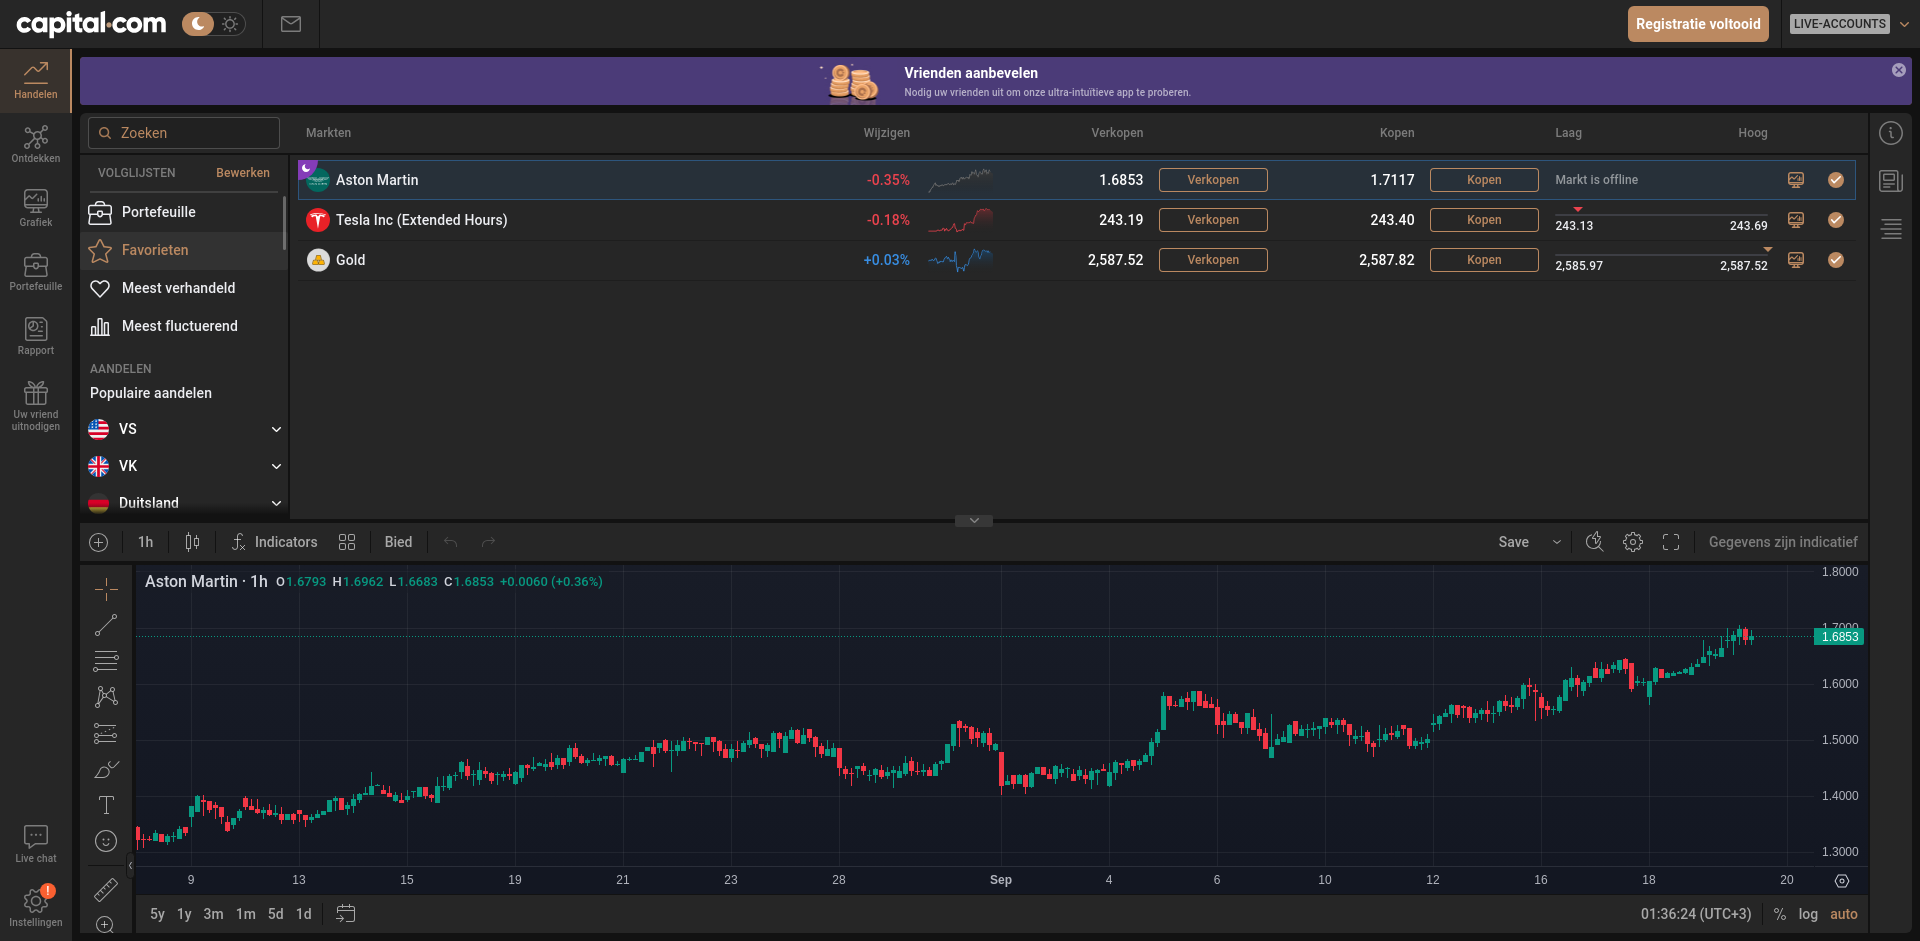 capital.com
Registratie voltooid
LIVE-ACCOUNTS
Handelen
Ontdekken
Grafiek
Portefeuille
Rapport
Uw vriend
uitnodigen
Live chat
!
Instellingen
Vrienden aanbevelen
Nodig uw vrienden uit om onze ultra-intuïtieve app te proberen.
Zoeken
Markten Wijzigen Verkopen Kopen Laag Hoog
VOLGLIJSTEN Bewerken
Portefeuille
Favorieten
Meest verhandeld
Meest fluctuerend
AANDELEN
Populaire aandelen
VS
VK
Duitsland
Aston Martin -0.35% 1.6853 Verkopen 1.7117 Kopen Markt is offline
Tesla Inc (Extended Hours) -0.18% 243.19 Verkopen 243.40 Kopen 243.13 243.69
Gold +0.03% 2,587.52 Verkopen 2,587.82 Kopen 2,585.97 2,587.52
1h Indicators Bied Save Gegevens zijn indicatief
Aston Martin · 1h O1.6793 H1.6962 L1.6683 C1.6853 +0.0060 (+0.36%)
1.8000
1.7000
1.6853
1.6000
1.5000
1.4000
1.3000
9 13 15 19 21 23 28 Sep 4 6 10 12 16 18 20
5y 1y 3m 1m 5d 1d 01:36:24 (UTC+3) % log auto